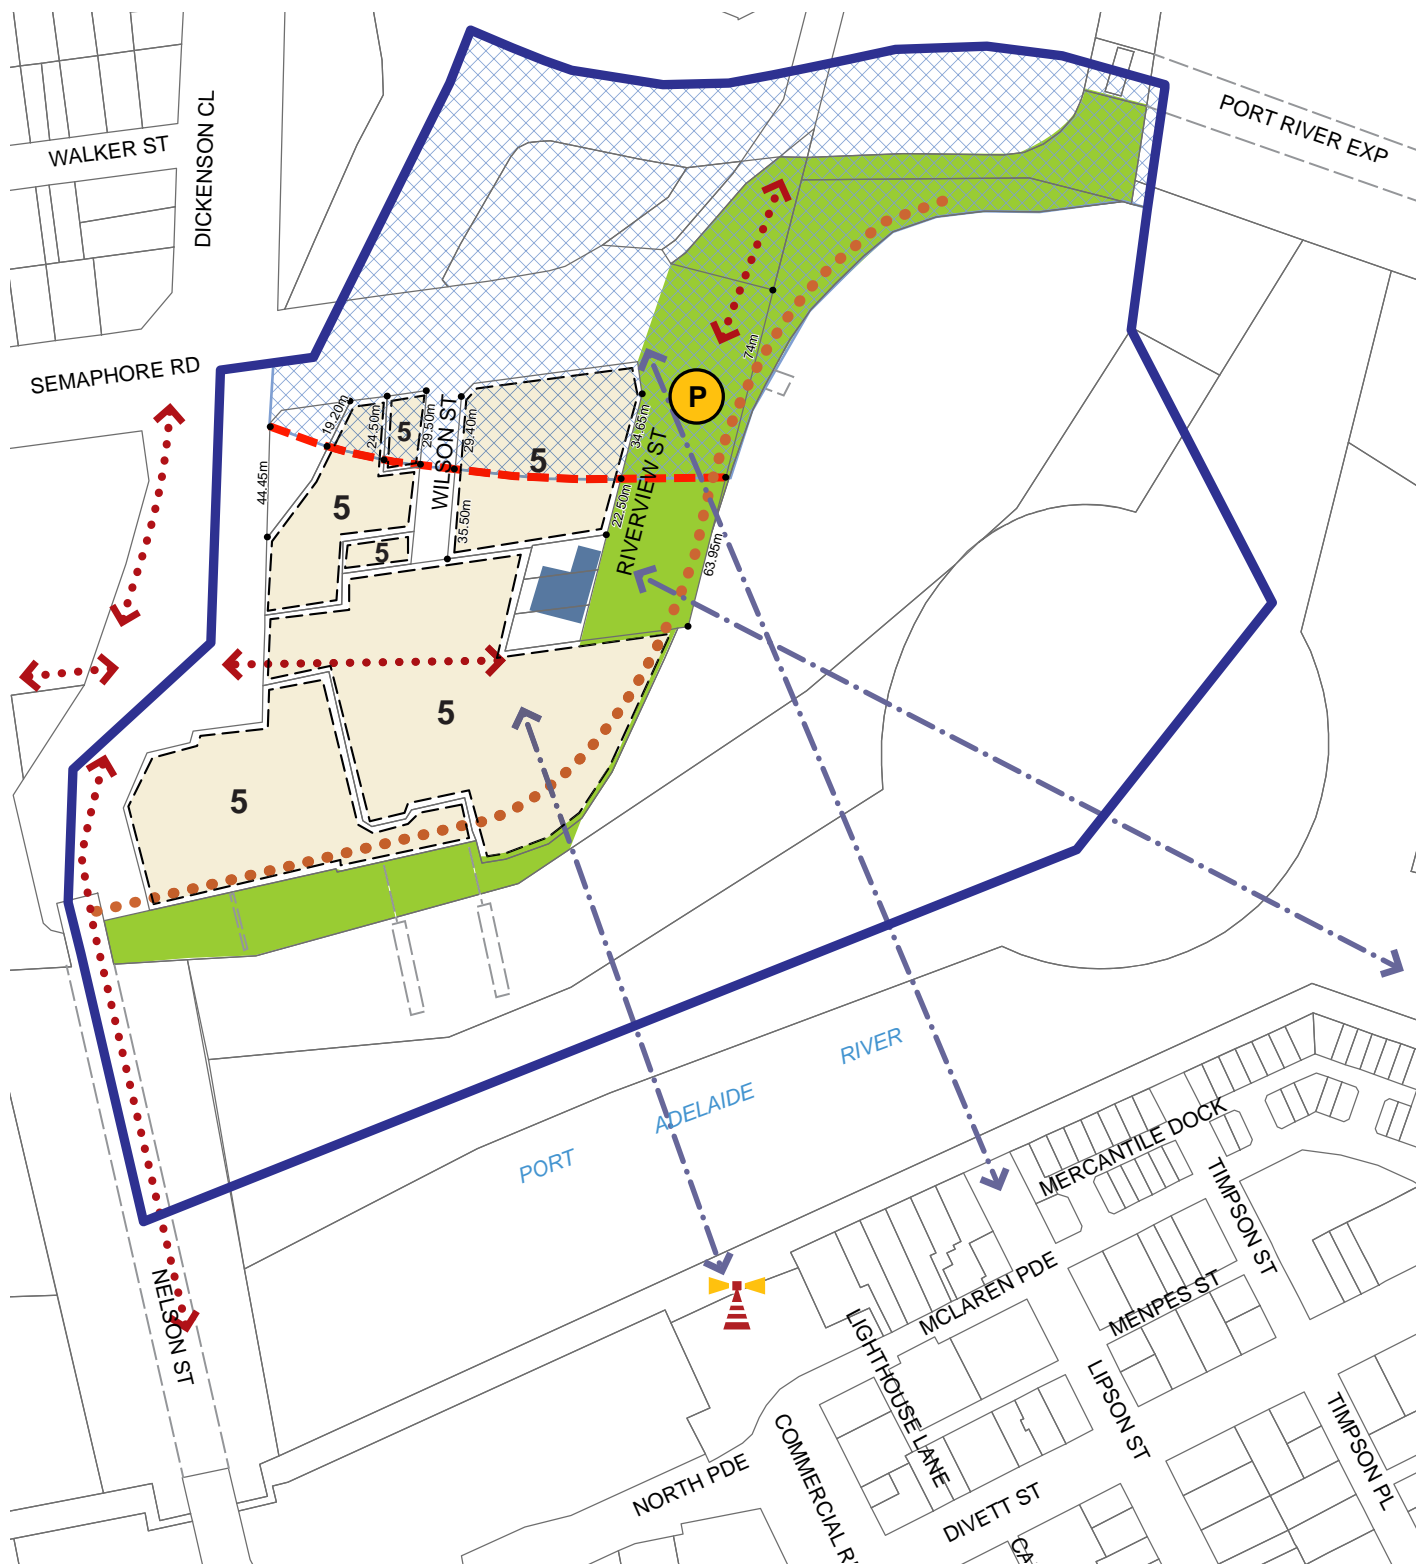 WALKER ST
DICKENSON CL
PORT RIVER EXP
SEMAPHORE RD
P
74m
19.20m
24.50m
5
29.50m
WILSON ST
29.40m
5
34.65m
RIVERVIEW ST
44.45m
5
35.50m
22.50m
5
63.95m
5
5
RIVER
ADELAIDE
PORT
MERCANTILE DOCK
TIMPSON ST
NELSON ST
MCLAREN PDE
MENPES ST
LIGHTHOUSE LANE
LIPSON ST
TIMPSON PL
COMMERCIAL R
NORTH PDE
DIVETT ST
CA